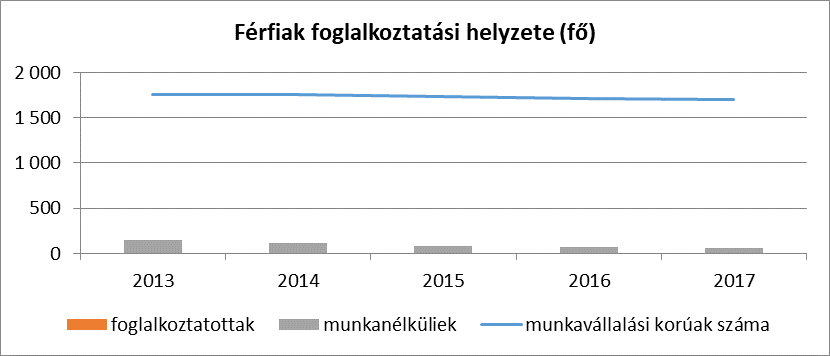 Férfiak foglalkoztatási helyzete (fő)
2 000
1 500
1 000
500
0
2013 2014 2015 2016 2017
foglalkoztatottak munkanélküliek munkavállalási korúak száma